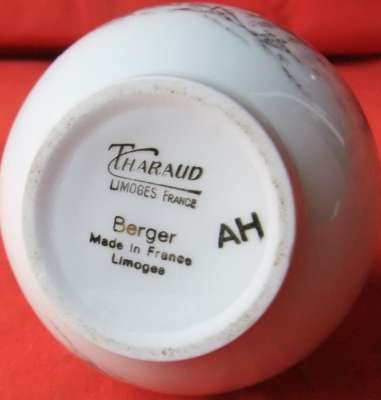 THARAUD
LIMOGES FRANCE
Berger
Made in France
Limoges
AH